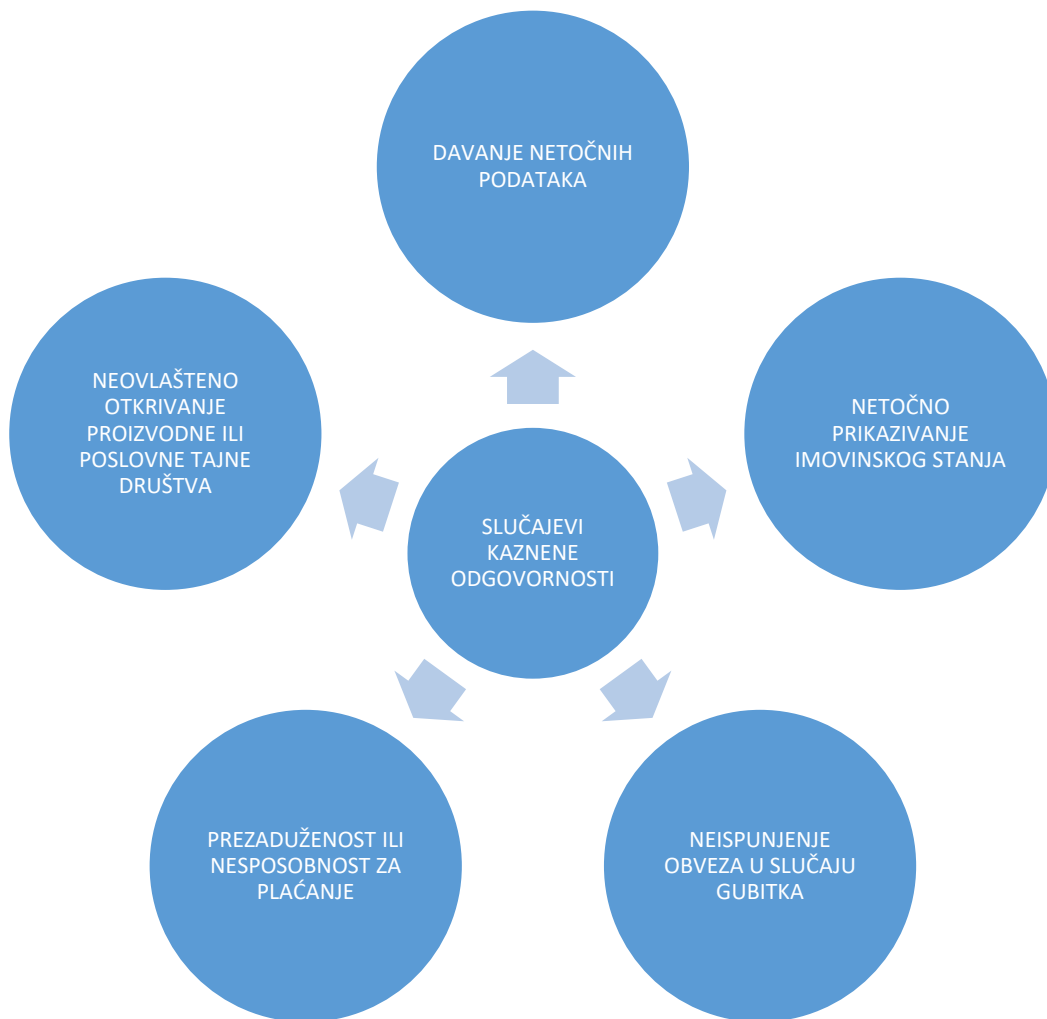 DAVANJE NETOČNIH
PODATAKA
NEOVLAŠTENO
OTKRIVANJE
PROIZVODNE ILI
POSLOVNE TAJNE
DRUŠTVA
NETOČNO
PRIKAZIVANJE
IMOVINSKOG STANJA
SLUČAJEVI
KAZNENE
ODGOVORNOSTI
PREZADUŽENOST ILI
NESPOSOBNOST ZA
PLAĆANJE
NEISPUNJENJE
OBVEZA U SLUČAJU
GUBITKA